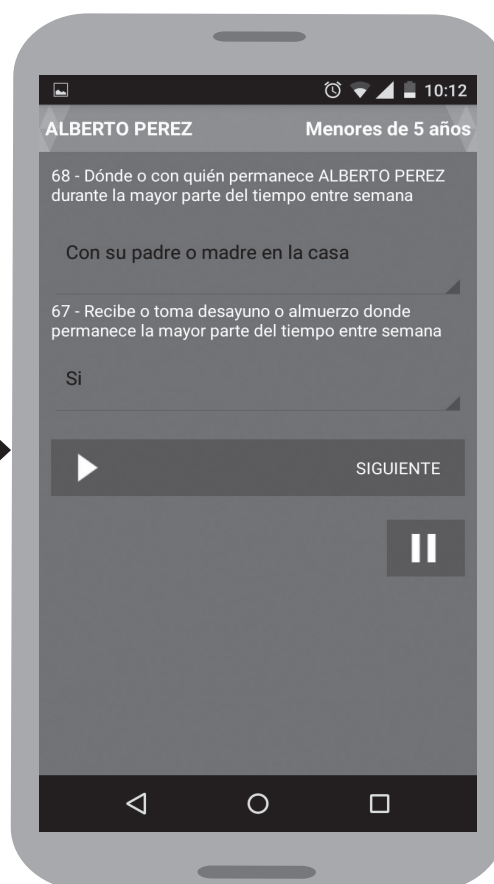 10:12
ALBERTO PEREZ Menores de 5 años
68 - Dónde o con quién permanece ALBERTO PEREZ
durante la mayor parte del tiempo entre semana
Con su padre o madre en la casa
67 - Recibe o toma desayuno o almuerzo donde
permanece la mayor parte del tiempo entre semana
Si
SIGUIENTE